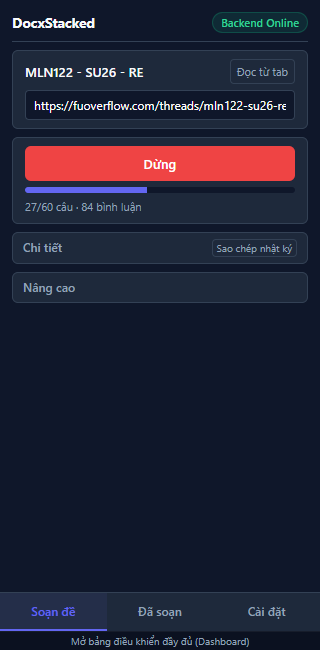 DocxStacked
Backend Online
MLN122 - SU26 - RE
Đọc từ tab
https://fuoverflow.com/threads/mln122-su26-re
Dừng
27/60 câu · 84 bình luận
Chi tiết
Sao chép nhật ký
Nâng cao
Soạn đề
Đã soạn
Cài đặt
Mở bảng điều khiển đầy đủ (Dashboard)